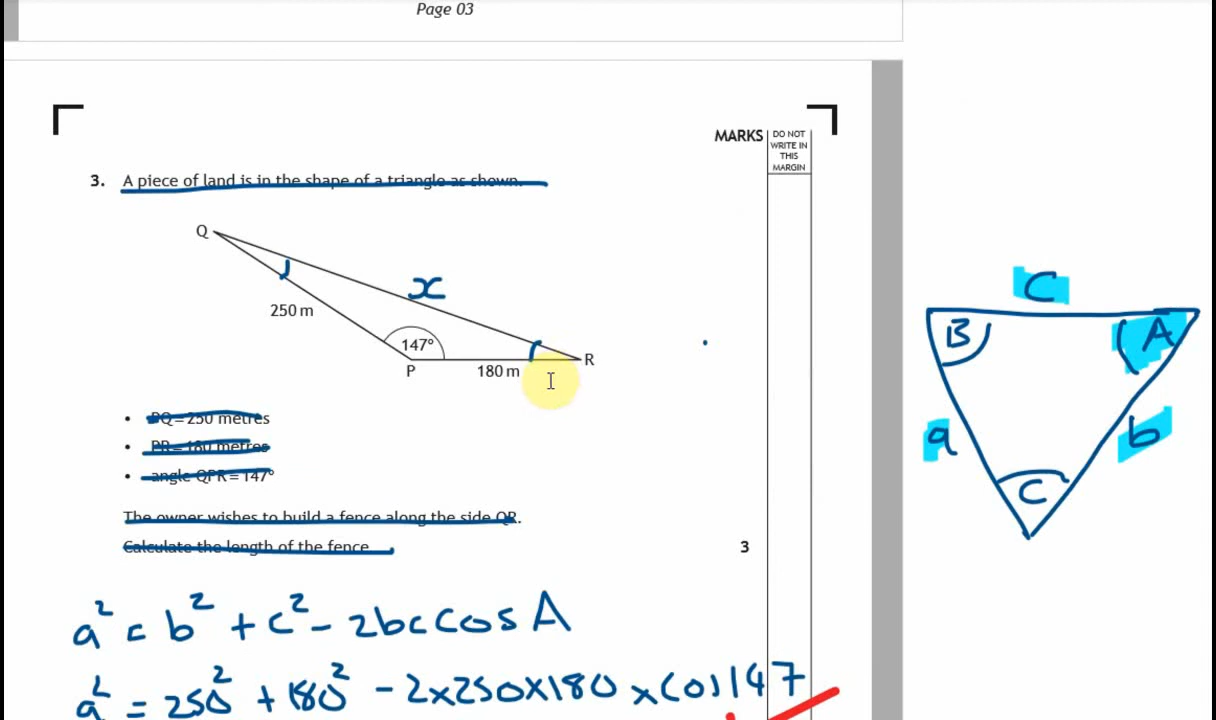 Page 03
MARKS
DO NOT
WRITE IN
THIS
MARGIN
3. A piece of land is in the shape of a triangle as shown.
Q
x
250 m
147°
P
180 m
R
C
B
A
a
b
C
• PQ = 250 metres
• PR = 180 metres
• angle QPR = 147°
The owner wishes to build a fence along the side QR.
Calculate the length of the fence
3
a² = b² + c² - 2bc cos A
a² = 250² + 180² - 2×250×180 × cos 147